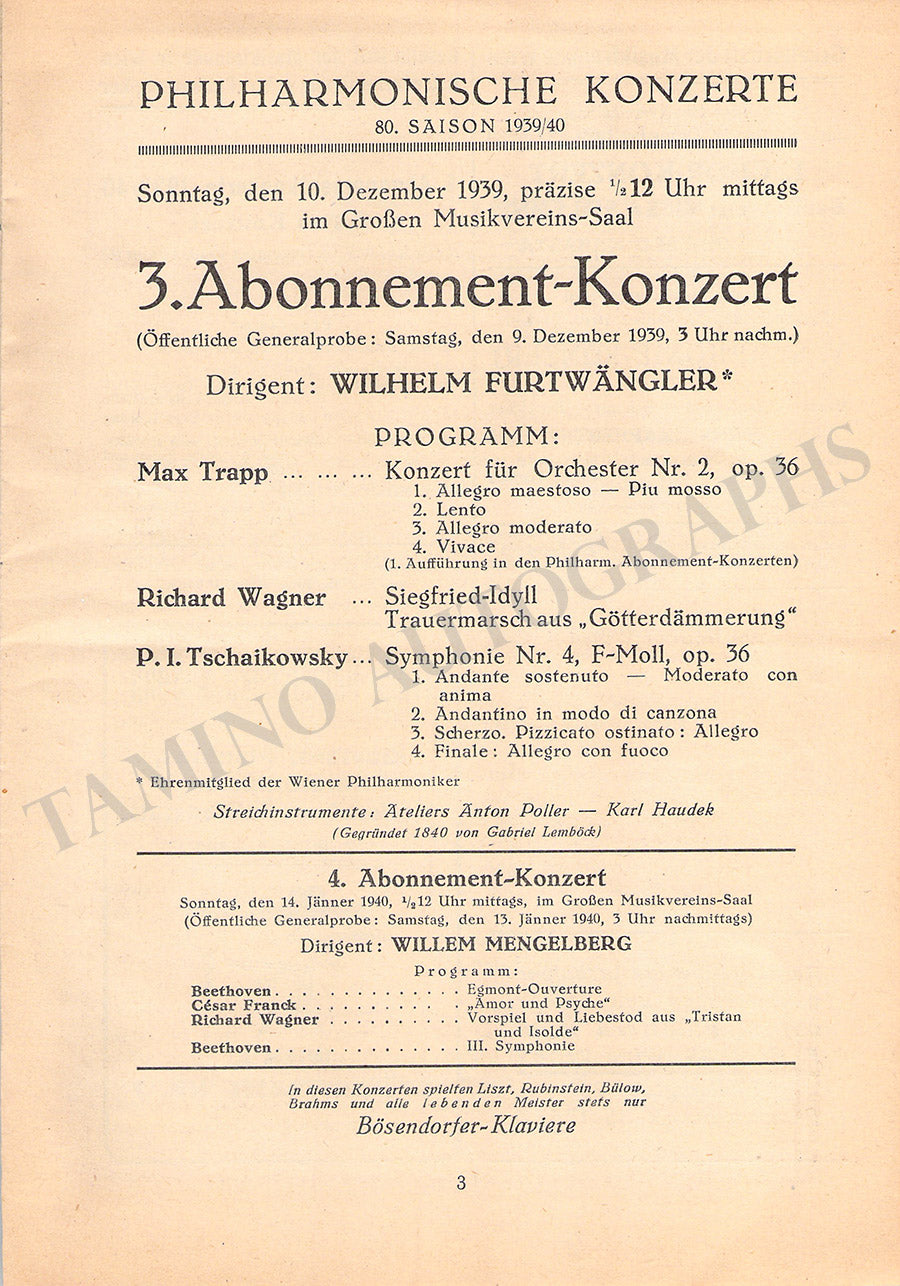 PHILHARMONISCHE KONZERTE
80. SAISON 1939/40
Sonntag, den 10. Dezember 1939, präzise ½12 Uhr mittags
im Großen Musikvereins-Saal
3. Abonnement-Konzert
(Öffentliche Generalprobe: Samstag, den 9. Dezember 1939, 3 Uhr nachm.)
Dirigent: WILHELM FURTWÄNGLER*
PROGRAMM:
Max Trapp ... ... ... Konzert für Orchester Nr. 2, op. 36
1. Allegro maestoso — Piu mosso
2. Lento
3. Allegro moderato
4. Vivace
(1. Aufführung in den Philharm. Abonnement-Konzerten)
Richard Wagner ... Siegfried-Idyll
Trauermarsch aus „Götterdämmerung“
P. I. Tschaikowsky ... Symphonie Nr. 4, F-Moll, op. 36
1. Andante sostenuto — Moderato con
anima
2. Andantino in modo di canzona
3. Scherzo. Pizzicato ostinato: Allegro
4. Finale: Allegro con fuoco
* Ehrenmitglied der Wiener Philharmoniker
Streichinstrumente: Ateliers Anton Poller — Karl Haudek
(Gegründet 1840 von Gabriel Lemböck)
4. Abonnement-Konzert
Sonntag, den 14. Jänner 1940, ½12 Uhr mittags, im Großen Musikvereins-Saal
(Öffentliche Generalprobe: Samstag, den 13. Jänner 1940, 3 Uhr nachmittags)
Dirigent: WILLEM MENGELBERG
Programm:
Beethoven . . . . . . . . . . . . . . Egmont-Ouverture
César Franck . . . . . . . . . . . . „Amor und Psyche“
Richard Wagner . . . . . . . . . . Vorspiel und Liebestod aus „Tristan
und Isolde“
Beethoven . . . . . . . . . . . . . . III. Symphonie
In diesen Konzerten spielten Liszt, Rubinstein, Bülow,
Brahms und alle lebenden Meister stets nur
Bösendorfer-Klaviere
3
TAMINO AUTOGRAPHS